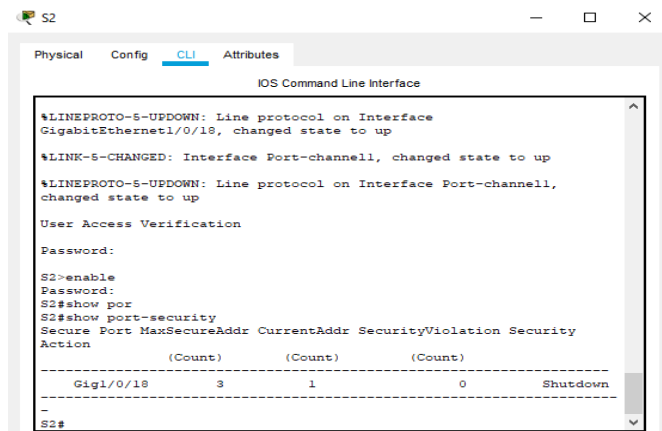 S2
Physical Config CLI Attributes
IOS Command Line Interface
%LINEPROTO-5-UPDOWN: Line protocol on Interface
GigabitEthernet1/0/18, changed state to up
%LINK-5-CHANGED: Interface Port-channel1, changed state to up
%LINEPROTO-5-UPDOWN: Line protocol on Interface Port-channel1,
changed state to up
User Access Verification
Password:
S2>enable
Password:
S2#show por
S2#show port-security
Secure Port MaxSecureAddr CurrentAddr SecurityViolation Security
Action
(Count) (Count) (Count)
--------------------------------------------------------------------
Gig1/0/18 3 1 0 Shutdown
---------------------------------------------------------------------
-
S2#